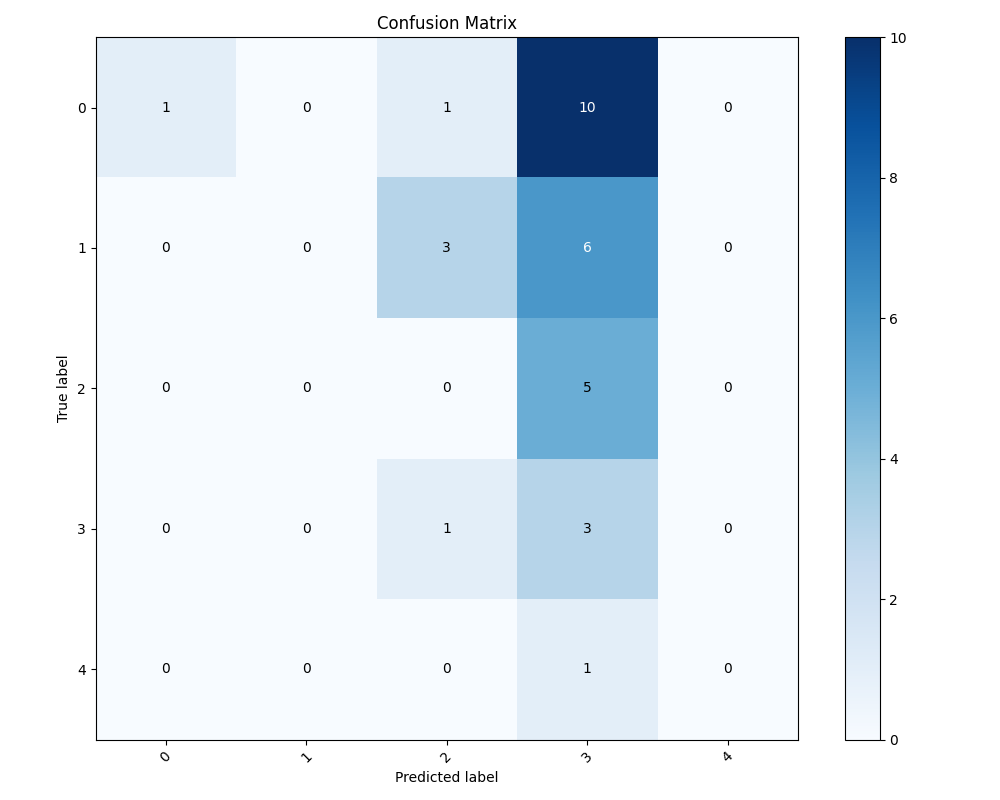 Confusion Matrix
0 1 0 1 10 0
1 0 0 3 6 0
2 0 0 0 5 0
3 0 0 1 3 0
4 0 0 0 1 0
0 1 2 3 4
True label
Predicted label
10
8
6
4
2
0